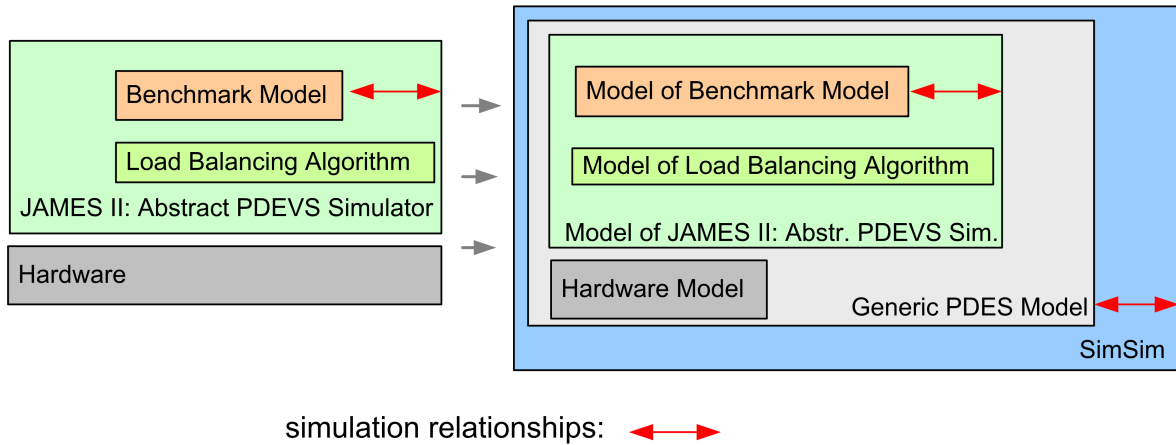 Benchmark Model
Load Balancing Algorithm
JAMES II: Abstract PDEVS Simulator
Hardware
Model of Benchmark Model
Model of Load Balancing Algorithm
Model of JAMES II: Abstr. PDEVS Sim.
Hardware Model
Generic PDES Model
SimSim
simulation relationships: